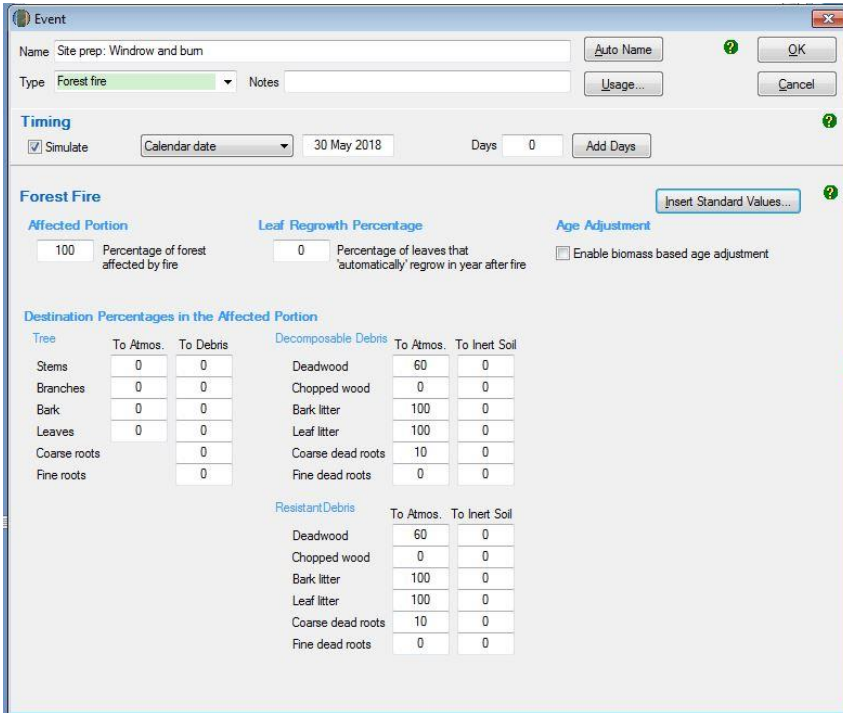 Event
Name Site prep: Windrow and burn Auto Name ? OK
Type Forest fire Notes Usage... Cancel
Timing ?
Simulate Calendar date 30 May 2018 Days 0 Add Days
Forest Fire Insert Standard Values... ?
Affected Portion Leaf Regrowth Percentage Age Adjustment
100 Percentage of forest 0 Percentage of leaves that Enable biomass based age adjustment
affected by fire 'automatically' regrow in year after fire
Destination Percentages in the Affected Portion
Tree To Atmos. To Debris Decomposable Debris To Atmos. To Inert Soil
Stems 0 0 Deadwood 60 0
Branches 0 0 Chopped wood 0 0
Bark 0 0 Bark litter 100 0
Leaves 0 0 Leaf litter 100 0
Coarse roots 0 Coarse dead roots 10 0
Fine roots 0 Fine dead roots 0 0
ResistantDebris To Atmos. To Inert Soil
Deadwood 60 0
Chopped wood 0 0
Bark litter 100 0
Leaf litter 100 0
Coarse dead roots 10 0
Fine dead roots 0 0